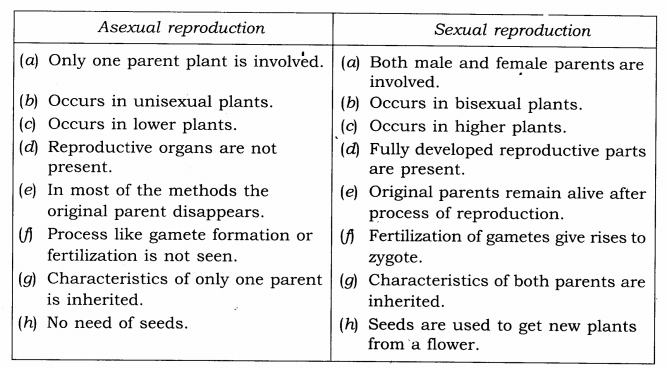 Asexual reproduction
(a) Only one parent plant is involved.
(b) Occurs in unisexual plants.
(c) Occurs in lower plants.
(d) Reproductive organs are not
present.
(e) In most of the methods the
original parent disappears.
(f) Process like gamete formation or
fertilization is not seen.
(g) Characteristics of only one parent
is inherited.
(h) No need of seeds.
Sexual reproduction
(a) Both male and female parents are
involved.
(b) Occurs in bisexual plants.
(c) Occurs in higher plants.
(d) Fully developed reproductive parts
are present.
(e) Original parents remain alive after
process of reproduction.
(f) Fertilization of gametes give rises to
zygote.
(g) Characteristics of both parents are
inherited.
(h) Seeds are used to get new plants
from a flower.